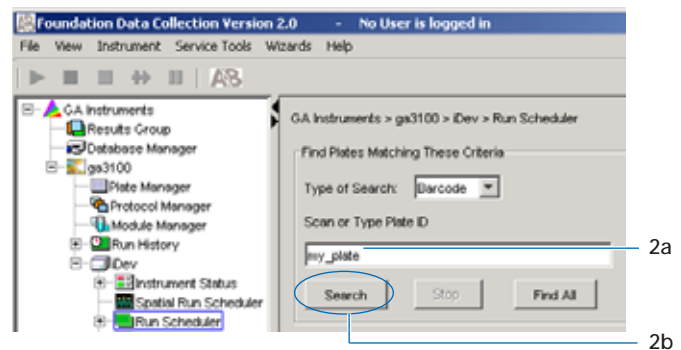 Foundation Data Collection Version 2.0 - No User is logged in
File View Instrument Service Tools Wizards Help
AB
GA Instruments
Results Group
Database Manager
ga3100
Plate Manager
Protocol Manager
Module Manager
Run History
iDev
Instrument Status
Spatial Run Scheduler
Run Scheduler
GA Instruments > ga3100 > iDev > Run Scheduler
Find Plates Matching These Criteria
Type of Search: Barcode
Scan or Type Plate ID
my_plate
2a
Search Stop Find All
2b